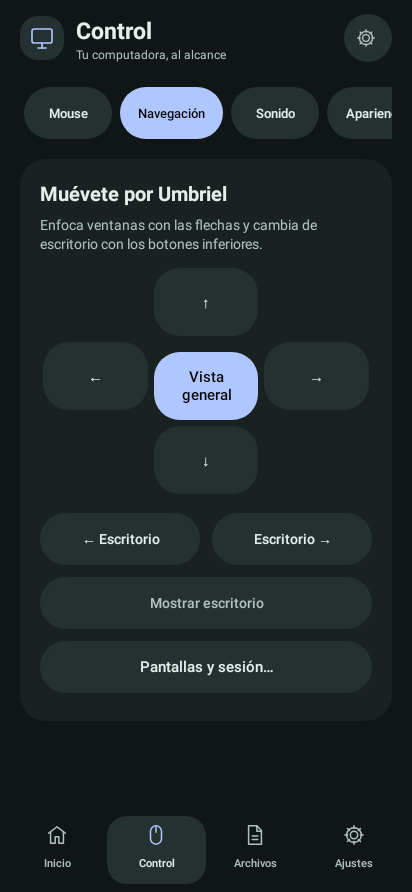 Control
Tu computadora, al alcance
Mouse
Navegación
Sonido
Muévete por Umbriel
Enfoca ventanas con las flechas y cambia de
escritorio con los botones inferiores.
↑
←
Vista
general
→
↓
← Escritorio
Escritorio →
Mostrar escritorio
Pantallas y sesión...
Inicio
Control
Archivos
Ajustes